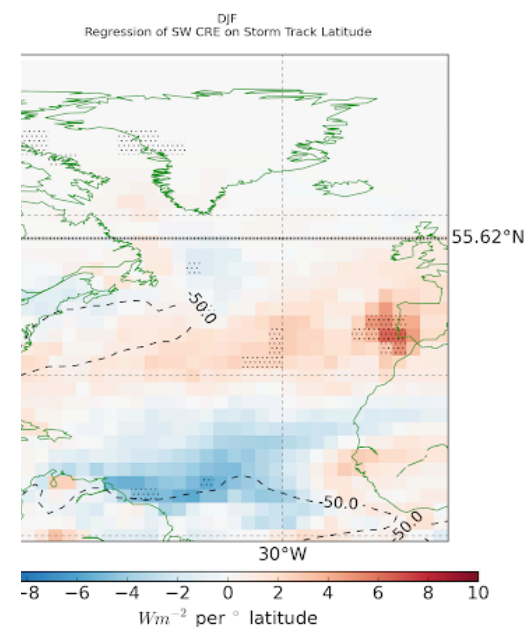 DJF
Regression of SW CRE on Storm Track Latitude
55.62°N
-50.0
-50.0
-50.0
30°W
-8 −6 −4 −2 0 2 4 6 8 10
Wm⁻² per ° latitude